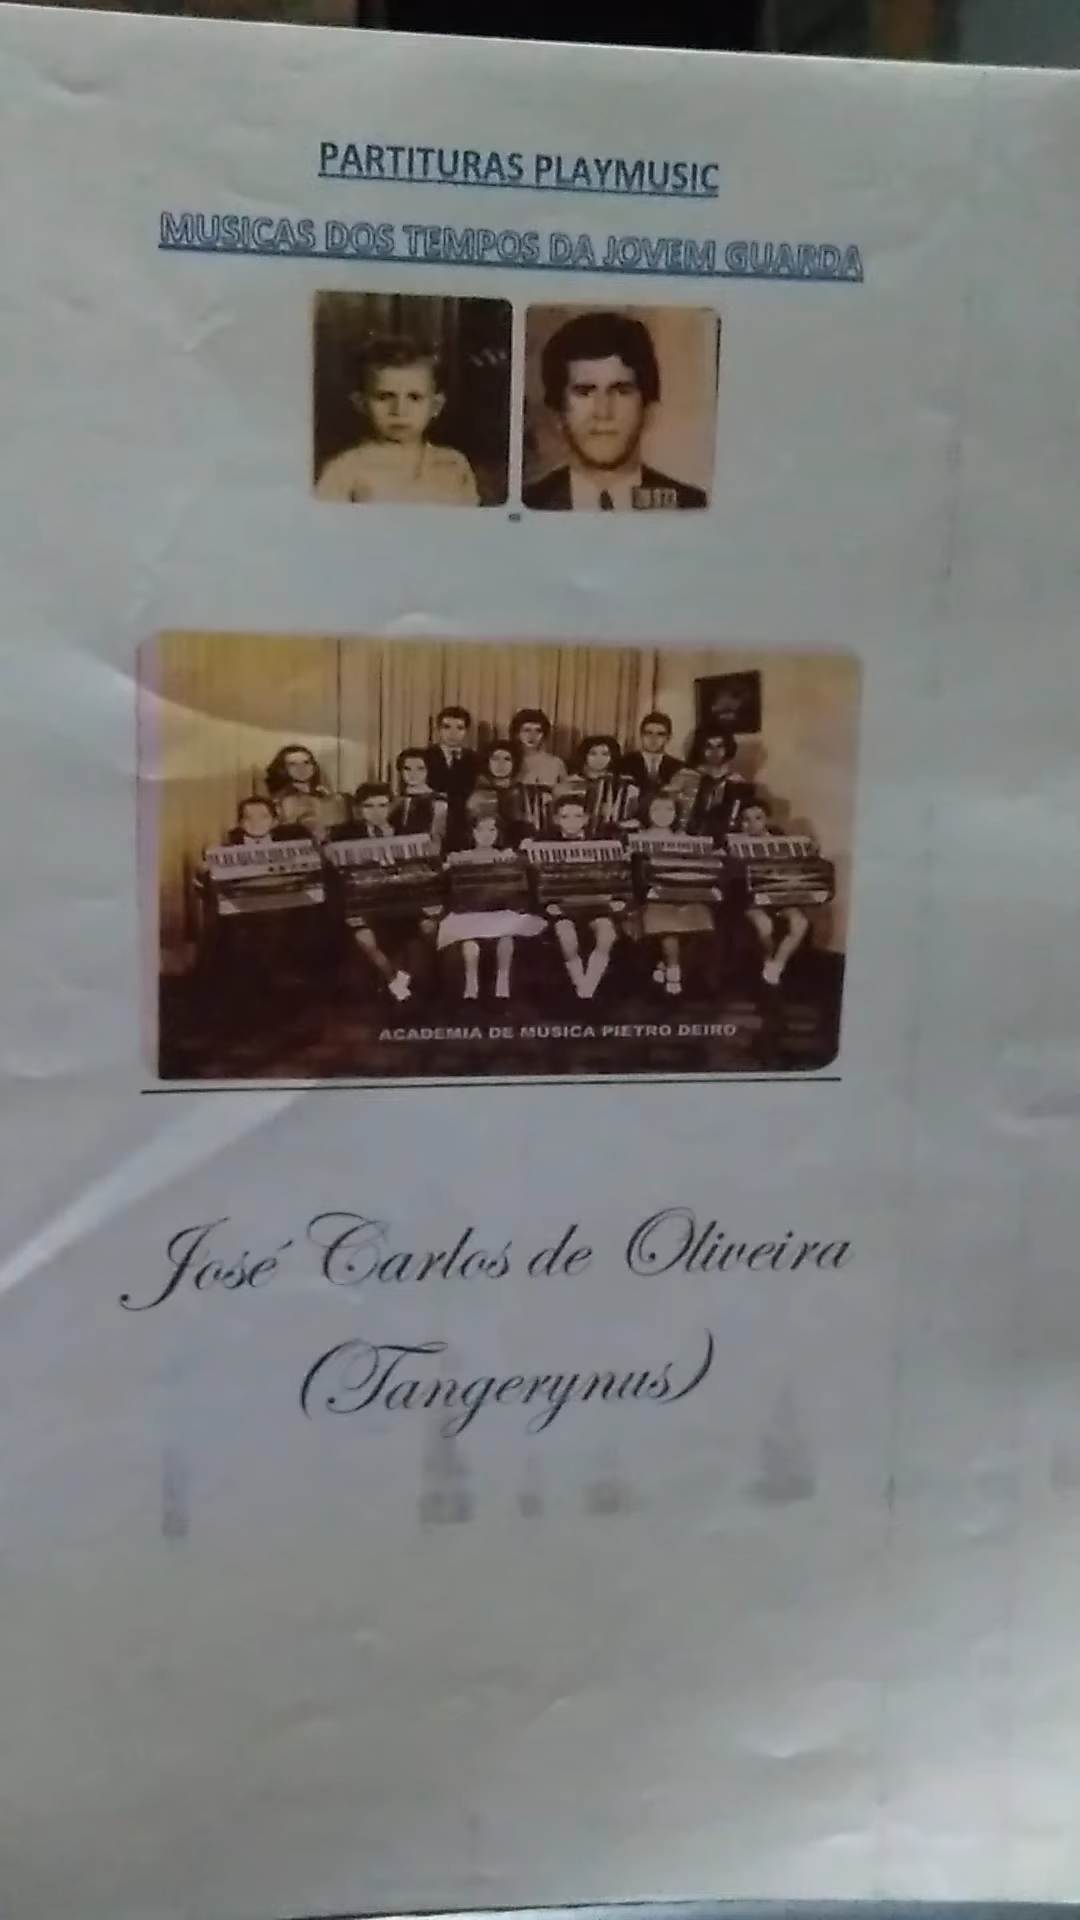 PARTITURAS PLAYMUSIC
MUSICAS DOS TEMPOS DA JOVEM GUARDA
ACADEMIA DE MUSICA PIETRO DEIRO
José Carlos de Oliveira
(Tangerynus)